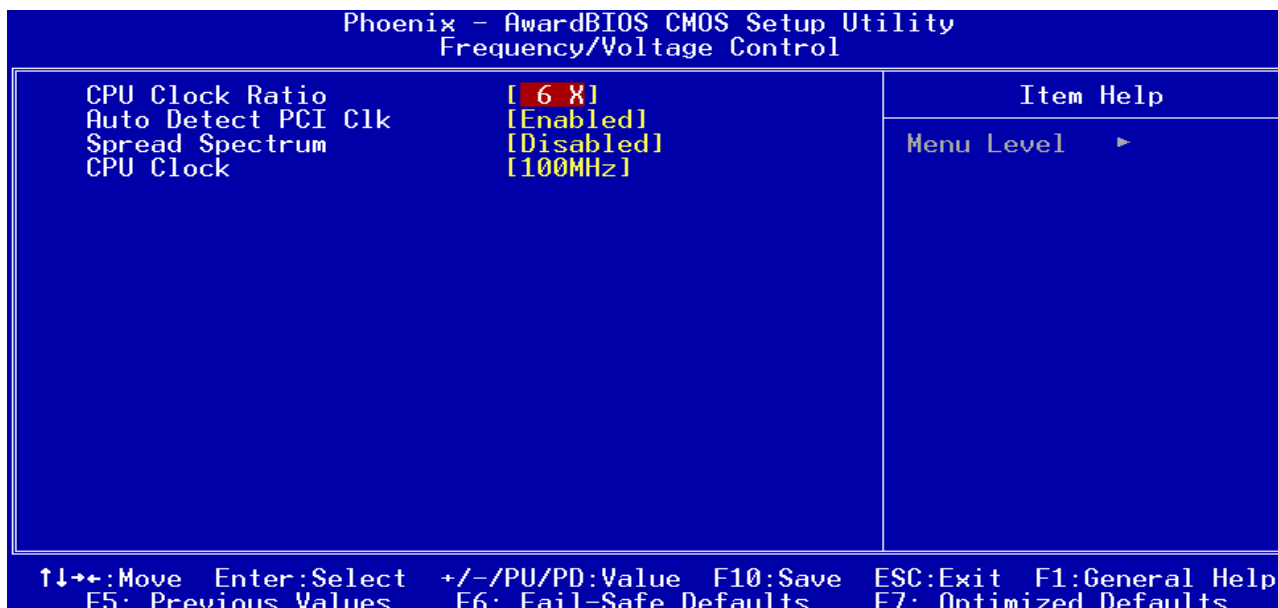 Phoenix - AwardBIOS CMOS Setup Utility
Frequency/Voltage Control
CPU Clock Ratio [ 6 X]
Auto Detect PCI Clk [Enabled]
Spread Spectrum [Disabled]
CPU Clock [100MHz]
Item Help
Menu Level ►
↑↓→←:Move Enter:Select +/-/PU/PD:Value F10:Save ESC:Exit F1:General Help
F5: Previous Values F6: Fail-Safe Defaults F7: Optimized Defaults